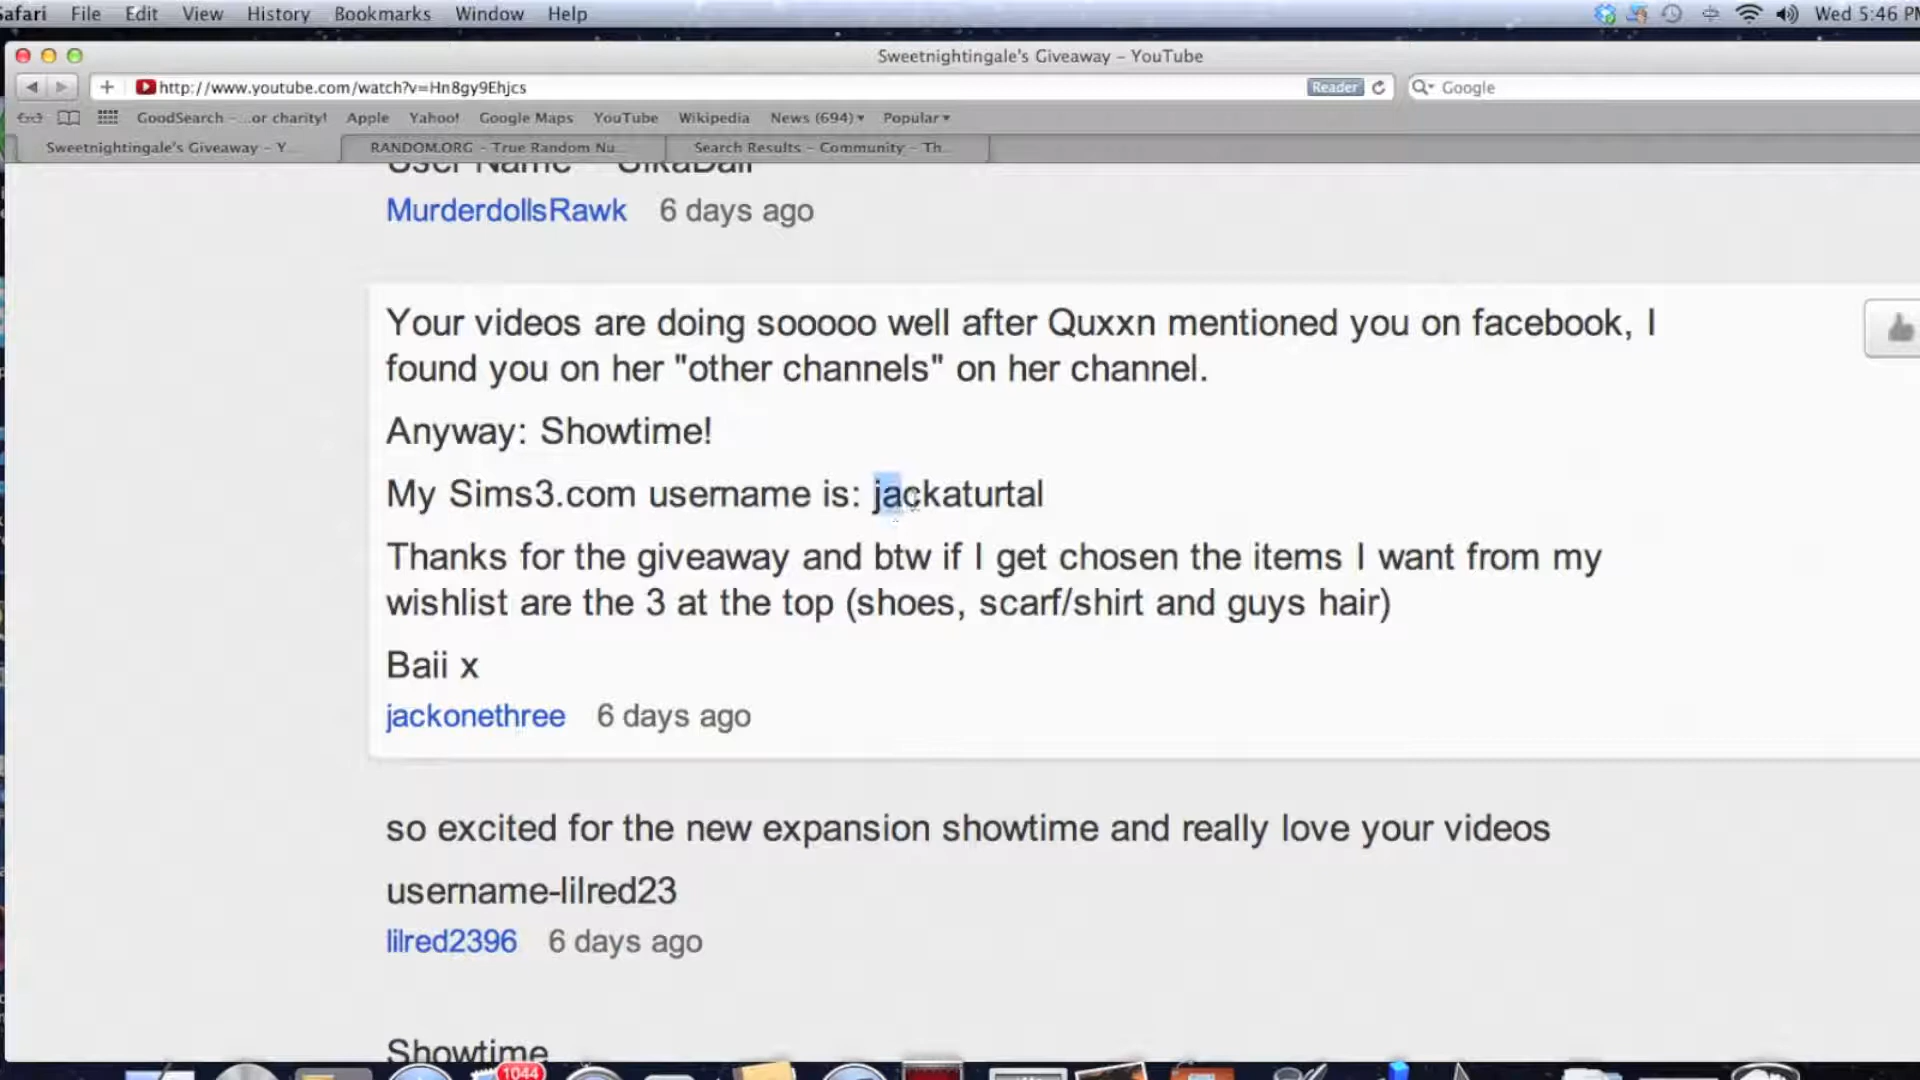 Safari File Edit View History Bookmarks Window Help Wed 5:46 PM
Sweetnightingale's Giveaway – YouTube
http://www.youtube.com/watch?v=Hn8gy9Ehjcs Reader Google
GoodSearch – ...or charity! Apple Yahoo! Google Maps YouTube Wikipedia News (694) Popular
Sweetnightingale's Giveaway – Y... RANDOM.ORG – True Random Nu... Search Results – Community – Th...
User Name
MurderdollsRawk 6 days ago
Your videos are doing sooooo well after Quxxn mentioned you on facebook, I
found you on her "other channels" on her channel.
Anyway: Showtime!
My Sims3.com username is: jackaturtal
Thanks for the giveaway and btw if I get chosen the items I want from my
wishlist are the 3 at the top (shoes, scarf/shirt and guys hair)
Baii x
jackonethree 6 days ago
so excited for the new expansion showtime and really love your videos
username-lilred23
lilred2396 6 days ago
Showtime
1044